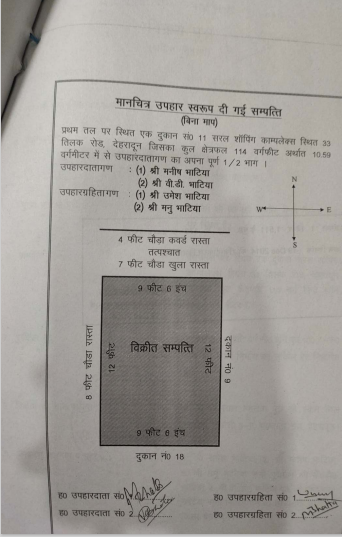 मानचित्र उपहार स्वरूप दी गई सम्पत्ति
(बिना माप)
प्रथम तल पर स्थित एक दुकान सं0 11 सरल शॉपिंग काम्पलेक्स स्थित 33
तिलक रोड़, देहरादून जिसका कुल क्षेत्रफल 114 वर्गफीट अर्थात 10.59
वर्गमीटर में से उपहारदातागण का अपना पूर्ण 1/2 भाग ।
उपहारदातागण : (1) श्री मनीष भाटिया
(2) श्री वी.डी. भाटिया
उपहारग्रहितागण : (1) श्री उमेश भाटिया
(2) श्री मनु भाटिया
N
W E
S
4 फीट चौड़ा कवर्ड रास्ता
तत्पश्चात
7 फीट चौडा खुला रास्ता
9 फीट 6 इंच
8 फीट चौडा रास्ता
12 फीट
विक्रीत सम्पत्ति
12 फीट
दुकान नं0 9
9 फीट 6 इंच
दुकान नं0 18
ह0 उपहारदाता सं0 ह0 उपहारग्रहिता सं0 1
ह0 उपहारदाता सं0 2 ह0 उपहारग्रहिता सं0 2